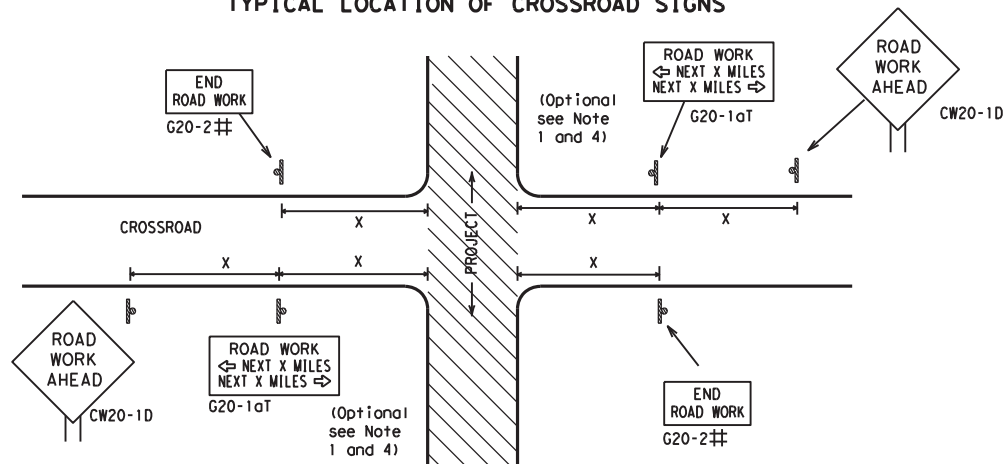 TYPICAL LOCATION OF CROSSROAD SIGNS
END
ROAD WORK
G20-2#
ROAD WORK
⇦ NEXT X MILES
NEXT X MILES ⇨
G20-1aT
(Optional
see Note
1 and 4)
ROAD
WORK
AHEAD
CW20-1D
X
X
X
CROSSROAD
PROJECT
X
X
X
ROAD
WORK
AHEAD
CW20-1D
ROAD WORK
⇦ NEXT X MILES
NEXT X MILES ⇨
G20-1aT
(Optional
see Note
1 and 4)
END
ROAD WORK
G20-2#